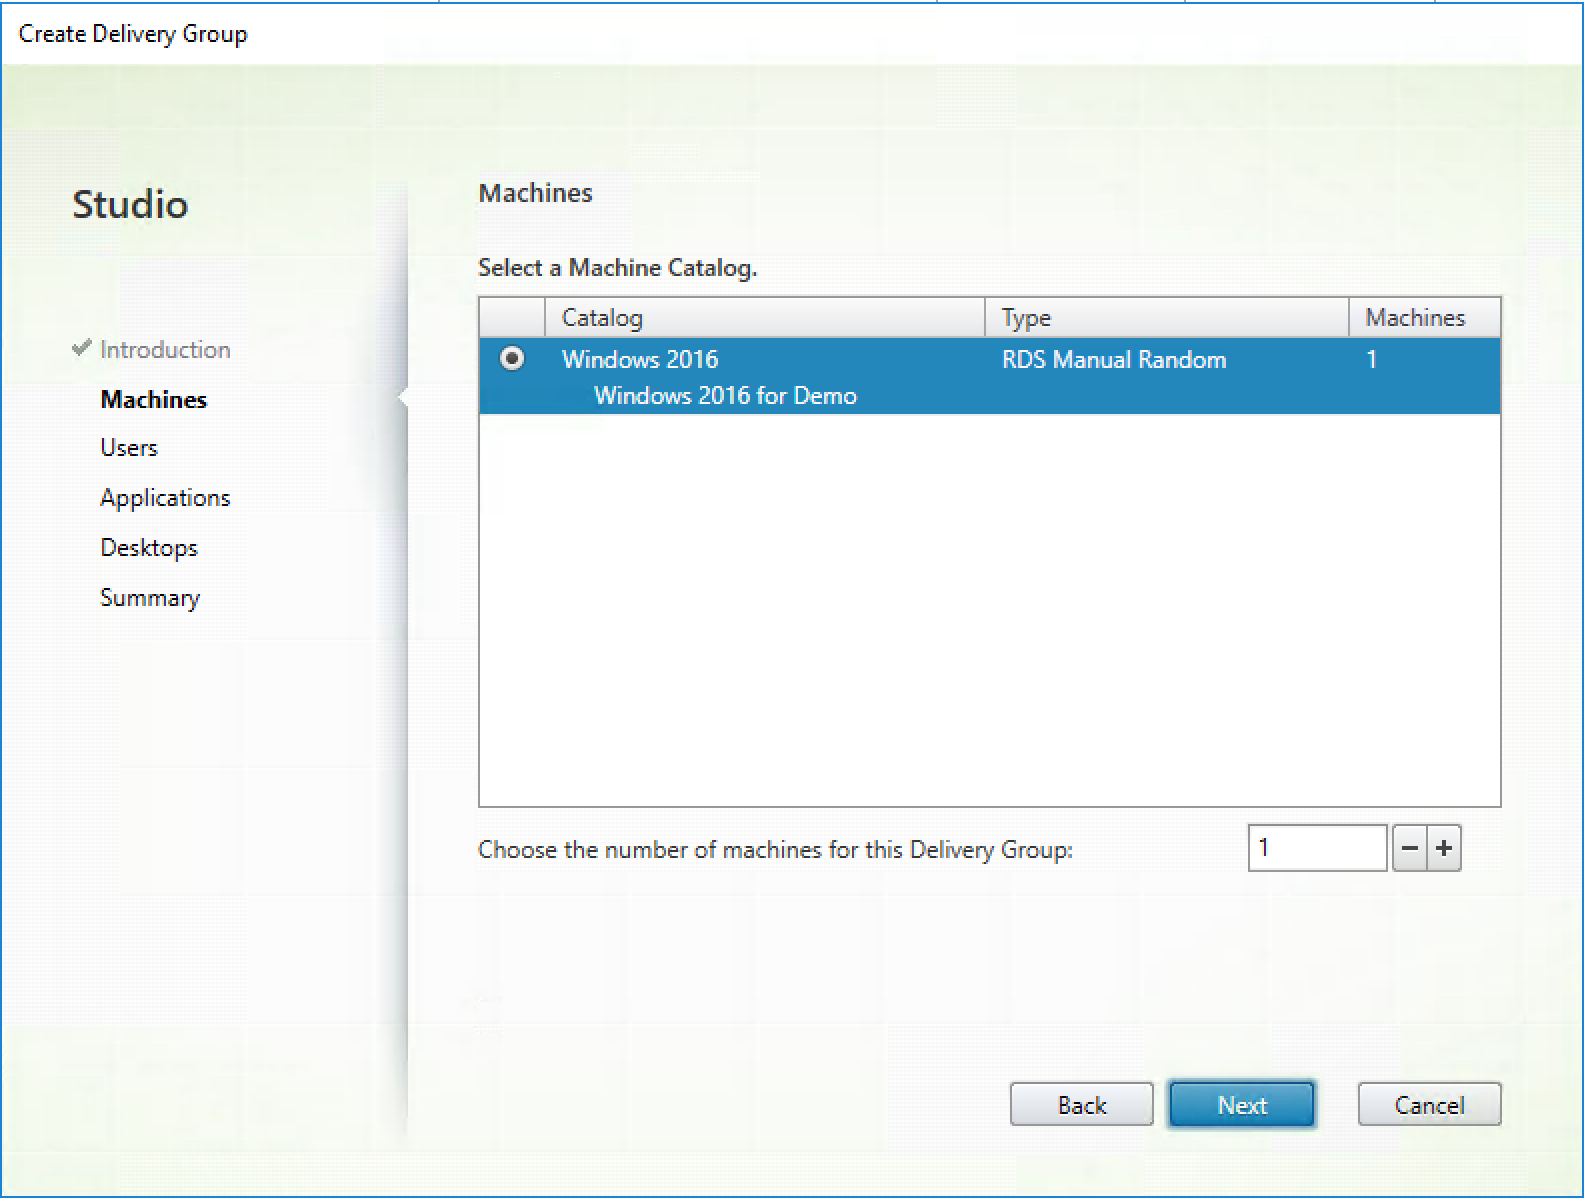 Create Delivery Group
Studio
Introduction
Machines
Users
Applications
Desktops
Summary
Machines
Select a Machine Catalog.
Catalog Type Machines
Windows 2016 RDS Manual Random 1
Windows 2016 for Demo
Choose the number of machines for this Delivery Group: 1 − +
Back Next Cancel